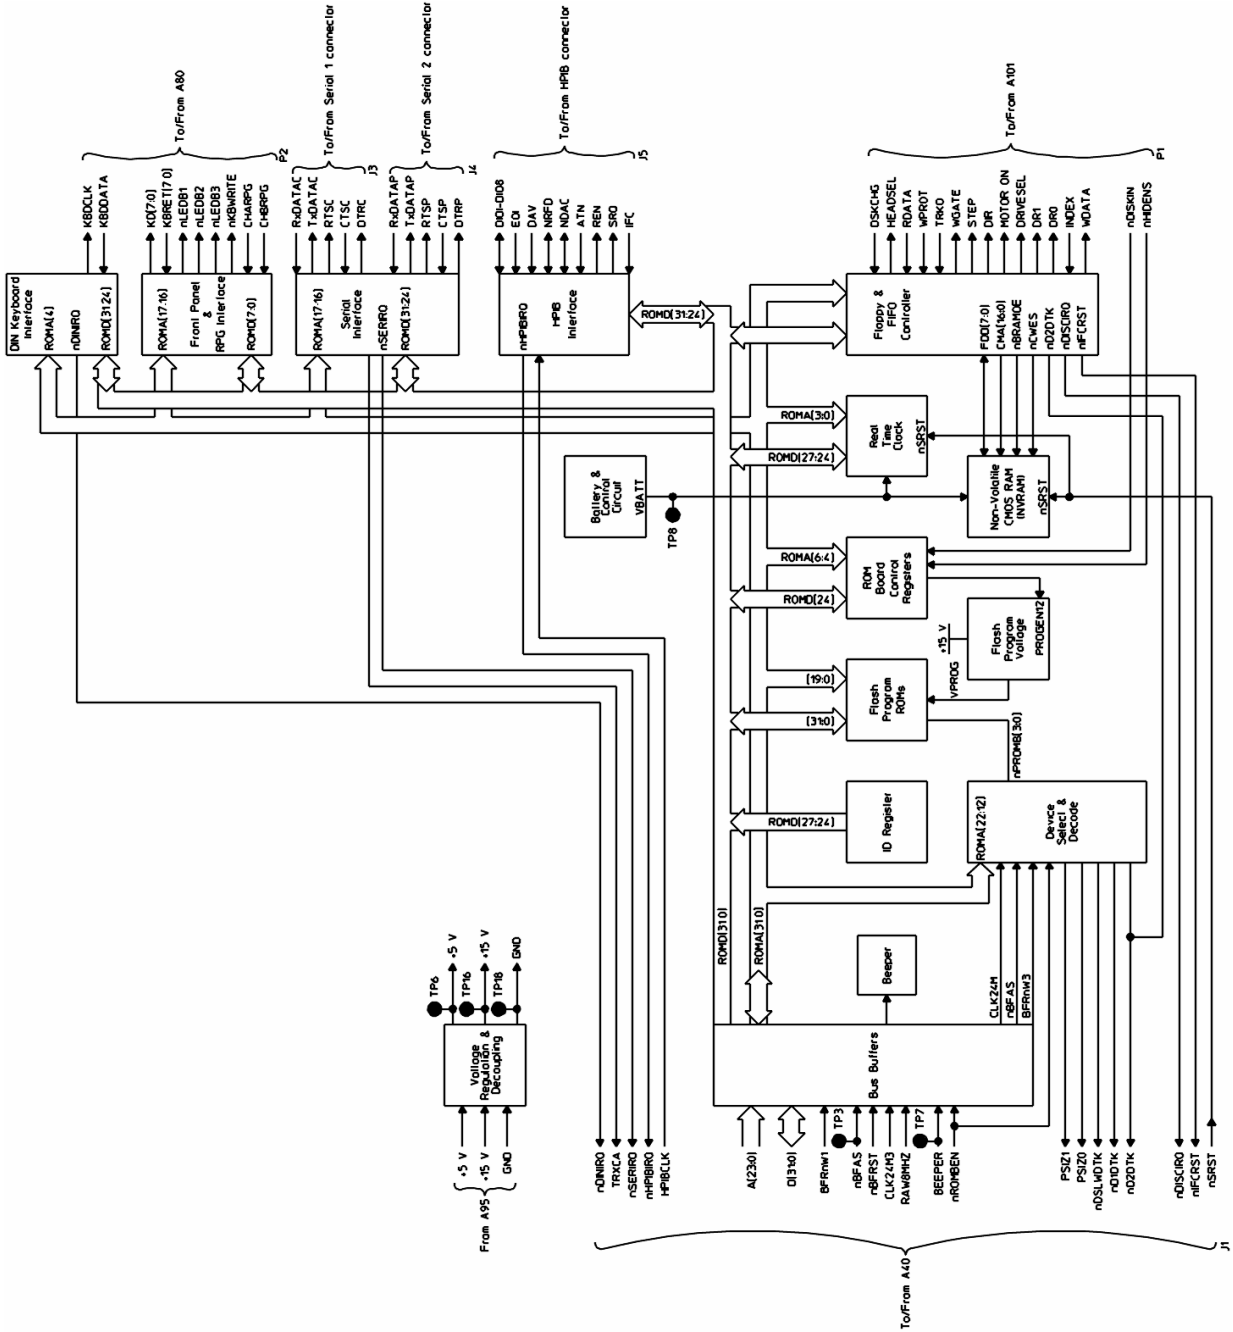 To/From A80
To/From Serial 1 connector
To/From Serial 2 connector
To/From HPIB connector
To/From A101
P2
J3
J4
J5
P1
KBDCLK
KBDDATA
KO[7:0]
KBRET[7:0]
nLEDB1
nLEDB2
nLEDB3
nKBWRITE
CHARPG
CHBRPG
RxDATAC
TxDATAC
RTSC
CTSC
DTRC
RxDATAP
TxDATAP
RTSP
CTSP
DTRP
DIO1-DIO8
EOI
DAV
NRFD
NDAC
ATN
REN
SRQ
IFC
DSKCHG
HEADSEL
RDATA
WPROT
TRKO
WGATE
STEP
DIR
MOTOR ON
DRIVESEL
DR1
DR0
INDEX
WDATA
nDISKIN
nHIDENS
DIN Keyboard
Interface
ROMA[4]
nDINIRQ
ROMD[31:24]
ROMA[17:16]
Front Panel
&
RPG Interface
ROMD[7:0]
ROMA[17:16]
Serial
Interface
nSERIRQ
ROMD[31:24]
nHPIBIRQ
HPIB
Interface
ROMD[31:24]
Floppy &
FIFO
Controller
FDD[7:0]
CMA[16:0]
nBRAMOE
nCWES
nD2DTK
nDISCIRQ
nIFCRST
ROMA[3:0]
ROMD[27:24]
Real
Time
Clock
nSRST
Battery &
Control
Circuit
VBATT
TP8
Non-Volatile
CMOS RAM
(NVRAM)
nSRST
ROMA[6:4]
ROMD[24]
ROM
Board
Control
Registers
+15 V
Flash
Program
Voltage
PROGEN12
VPROG
[19:0]
[31:0]
Flash
Program
ROMs
nPROMB[3:0]
ROMD[27:24]
ID Register
ROMA[22:12]
Device
Select &
Decode
ROMD[31:0]
ROMA[31:0]
Beeper
CLK24M
nBFAS
BFRnW3
TP6
TP16
TP18
+5 V
+15 V
GND
Voltage
Regulation &
Decoupling
+5 V
+15 V
GND
From A95
Bus Buffers
nDINIRQ
TRXCA
nSERIRQ
nHPIBIRQ
HPIBCLK
A[23:0]
D[31:0]
BFRnW1
TP3
nBFAS
nBFRST
CLK24M3
RAW8MHZ
TP7
BEEPER
nROMBEN
PSIZ1
PSIZ0
nDSLWDTK
nD1DTK
nD2DTK
nDISCIRQ
nIFCRST
nSRST
To/From A40
J1